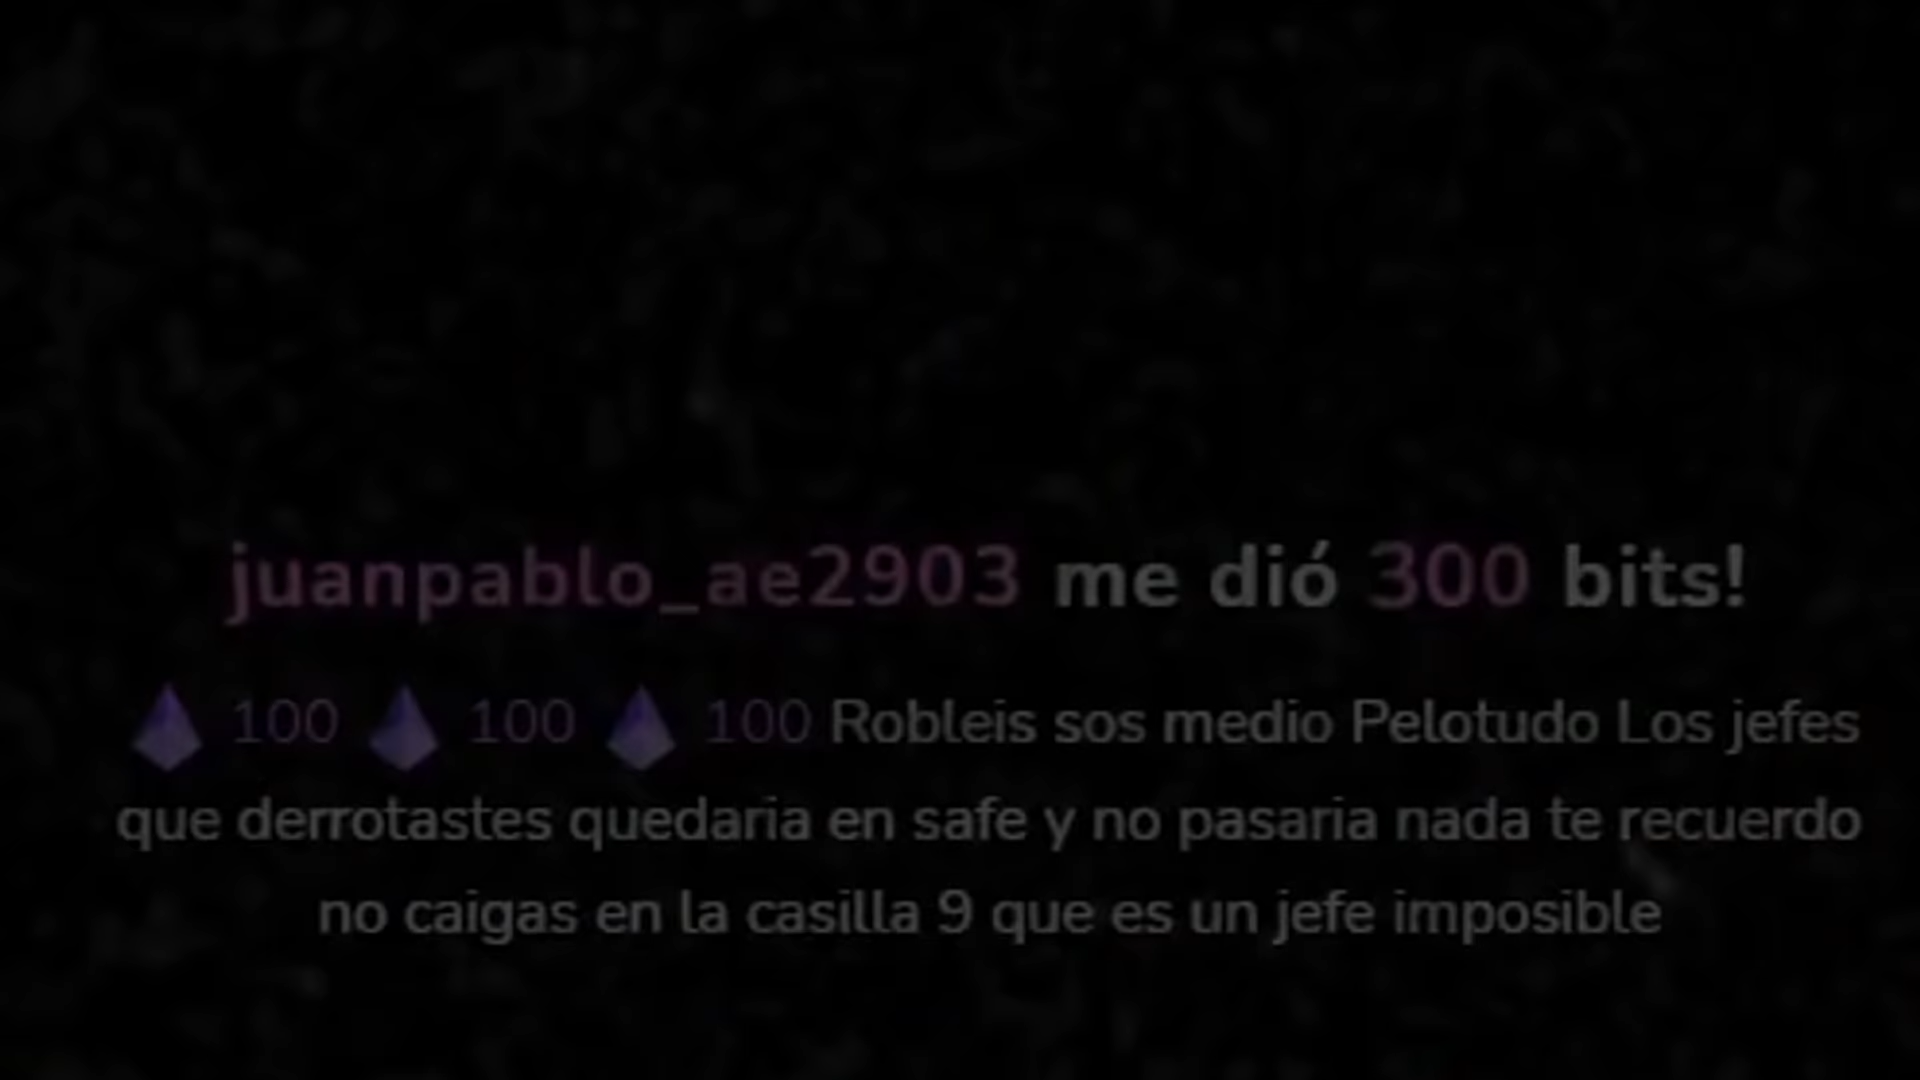 juanpablo_ae2903 me dió 300 bits!
100 100 100 Robleis sos medio Pelotudo Los jefes
que derrotastes quedaria en safe y no pasaria nada te recuerdo
no caigas en la casilla 9 que es un jefe imposible